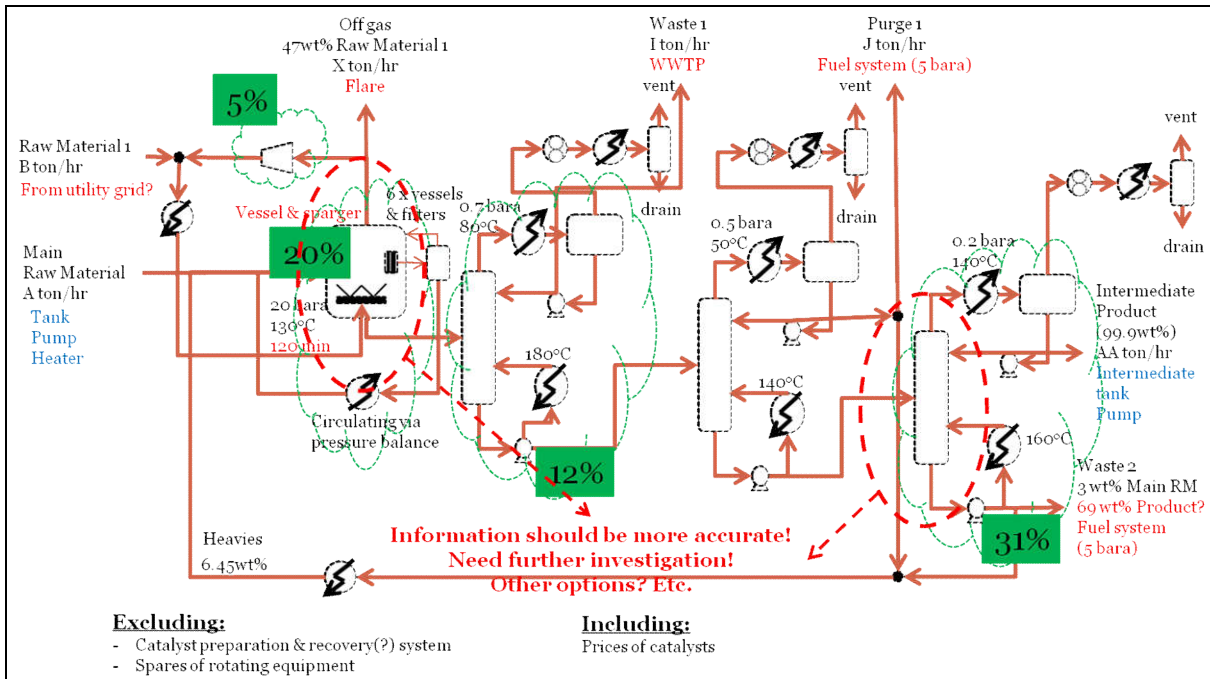 Off gas
47wt% Raw Material 1
X ton/hr
Flare
Waste 1
I ton/hr
WWTP
vent
Purge 1
J ton/hr
Fuel system (5 bara)
vent
vent
5%
Raw Material 1
B ton/hr
From utility grid?
6 x vessels
& filters
Vessel & sparger
20%
20 bara
130°C
120 min
Main
Raw Material
A ton/hr
Tank
Pump
Heater
Circulating via
pressure balance
0.7 bara
80°C
drain
180°C
12%
0.5 bara
50°C
drain
140°C
0.2 bara
140°C
drain
Intermediate
Product
(99.9wt%)
AA ton/hr
Intermediate
tank
Pump
160°C
Waste 2
3 wt% Main RM
69 wt% Product?
Fuel system
(5 bara)
31%
Information should be more accurate!
Need further investigation!
Other options? Etc.
Heavies
6.45wt%
Excluding:
- Catalyst preparation & recovery(?) system
- Spares of rotating equipment
Including:
Prices of catalysts